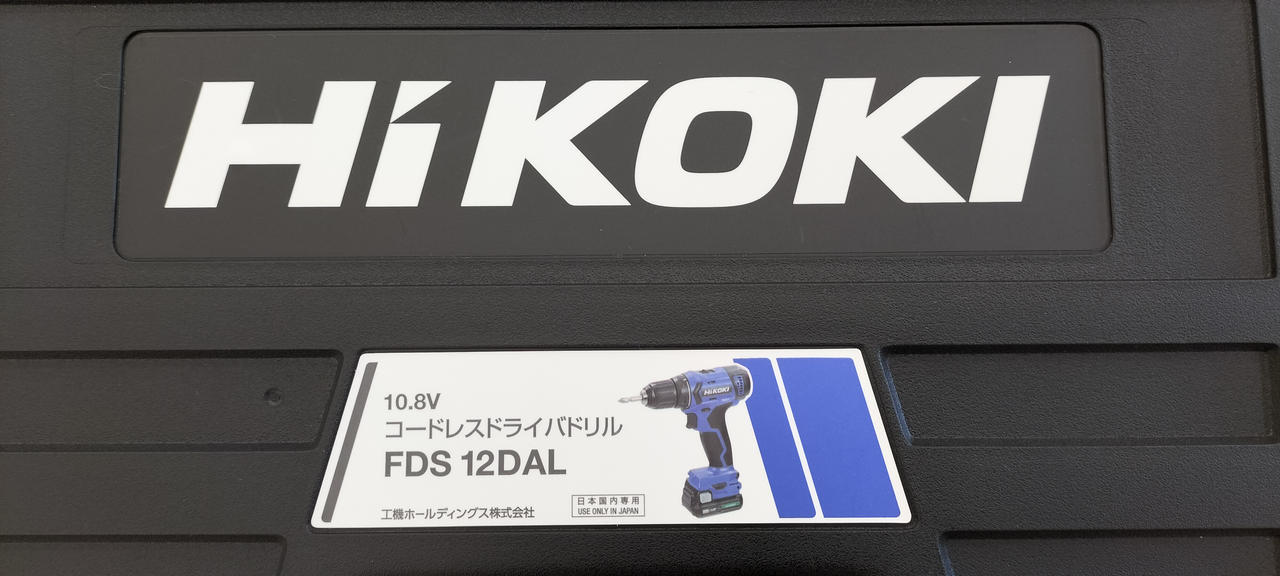 HiKOKI
10.8V
コードレスドライバドリル
FDS 12DAL
HiKOKI
工機ホールディングス株式会社
日本国内専用
USE ONLY IN JAPAN